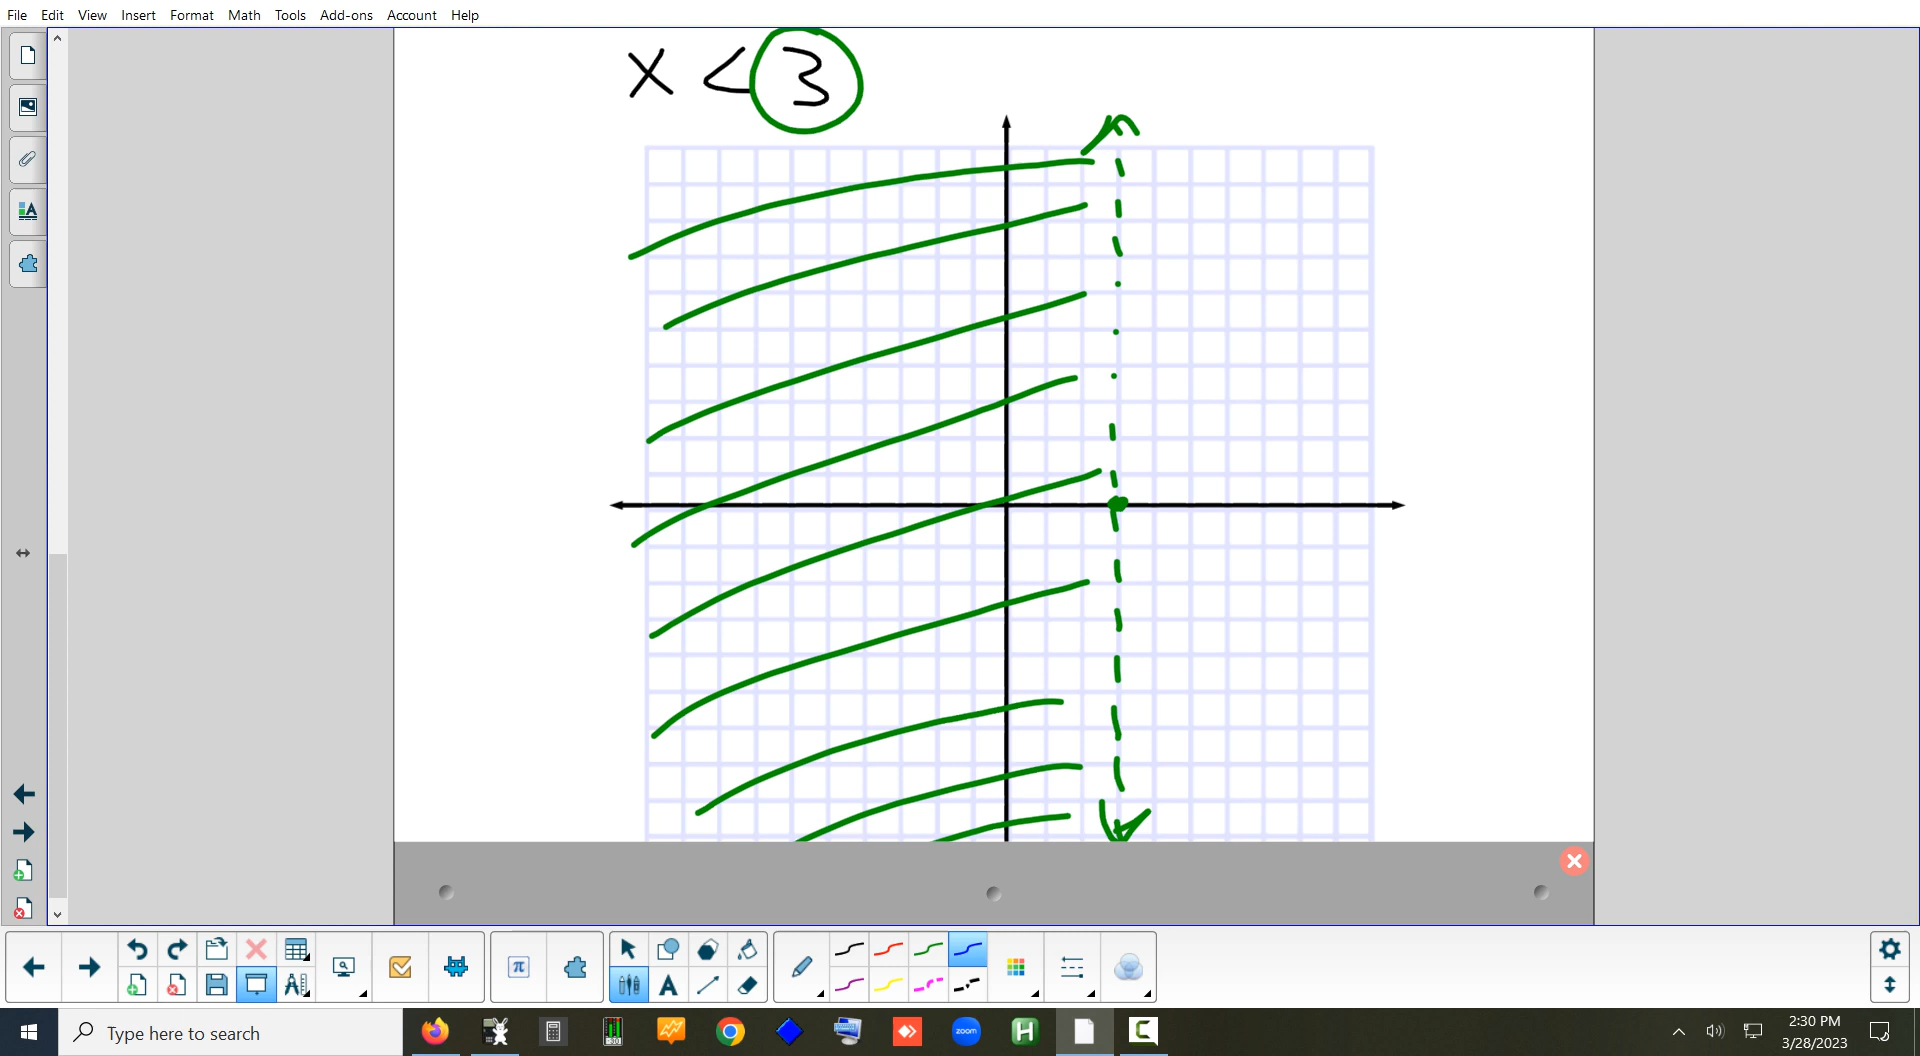 File Edit View Insert Format Math Tools Add-ons Account Help
x < 3
A
π
A
Type here to search
zoom
H
C
2:30 PM
3/28/2023